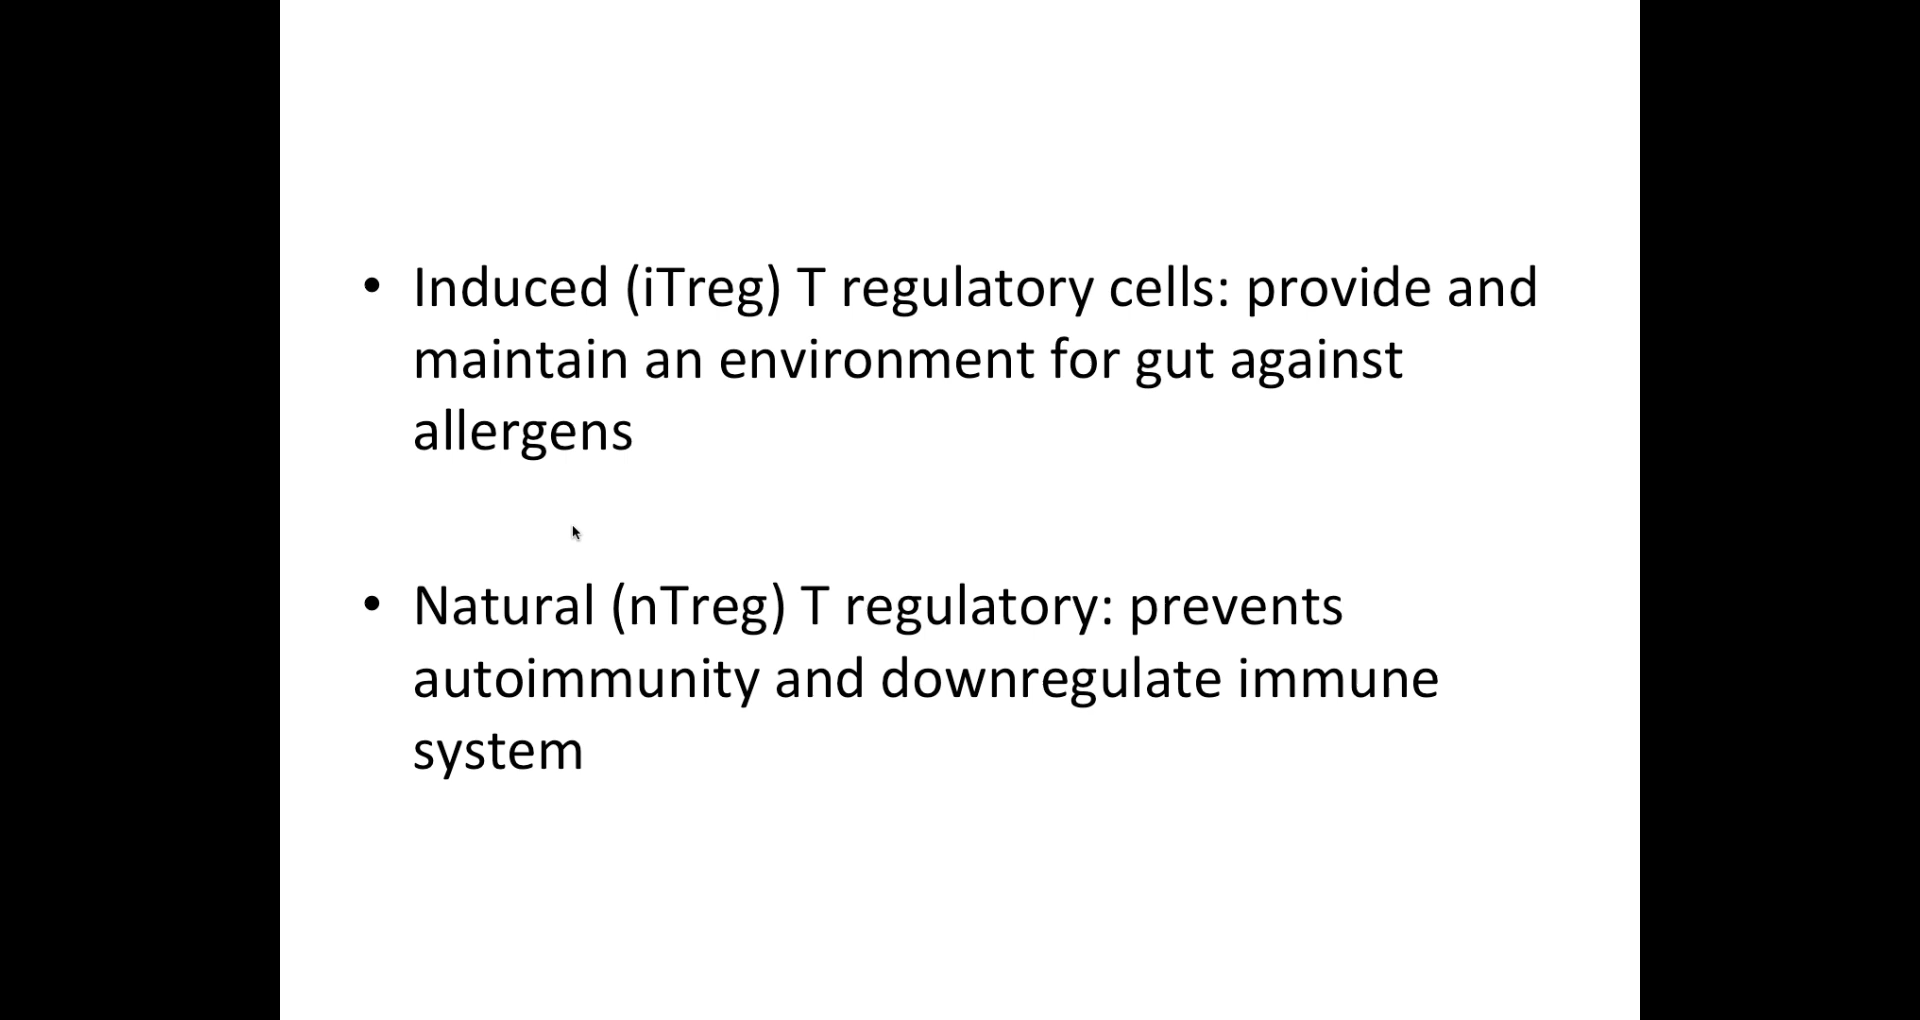 • Induced (iTreg) T regulatory cells: provide and
maintain an environment for gut against
allergens
• Natural (nTreg) T regulatory: prevents
autoimmunity and downregulate immune
system